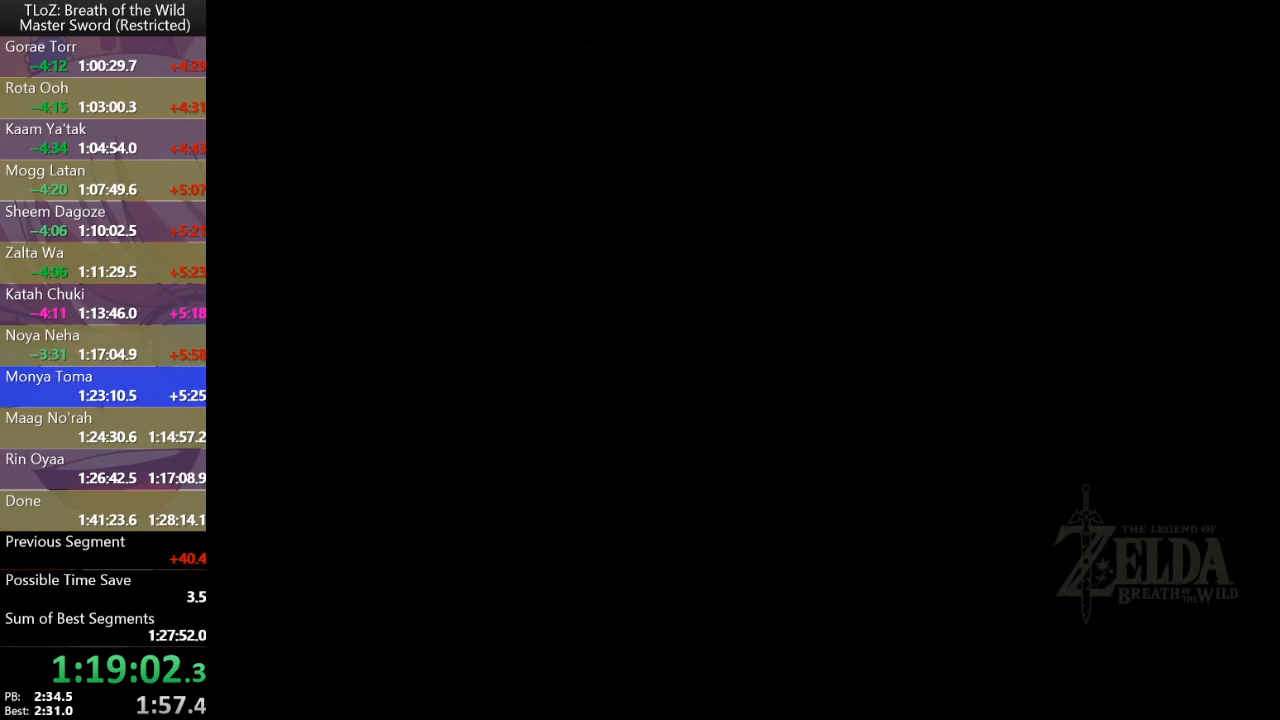 TLoZ: Breath of the Wild
Master Sword (Restricted)
Gorae Torr
−4:12 1:00:29.7 +4:29
Rota Ooh
−4:15 1:03:00.3 +4:31
Kaam Ya'tak
−4:34 1:04:54.0 +4:43
Mogg Latan
−4:20 1:07:49.6 +5:07
Sheem Dagoze
−4:06 1:10:02.5 +5:21
Zalta Wa
−4:06 1:11:29.5 +5:23
Katah Chuki
−4:11 1:13:46.0 +5:18
Noya Neha
−3:31 1:17:04.9 +5:58
Monya Toma
1:23:10.5 +5:25
Maag No'rah
1:24:30.6 1:14:57.2
Rin Oyaa
1:26:42.5 1:17:08.9
Done
1:41:23.6 1:28:14.1
Previous Segment
+40.4
Possible Time Save
3.5
Sum of Best Segments
1:27:52.0
1:19:02.3
PB: 2:34.5
Best: 2:31.0
1:57.4
THE LEGEND OF
ZELDA
BREATH OF THE WILD